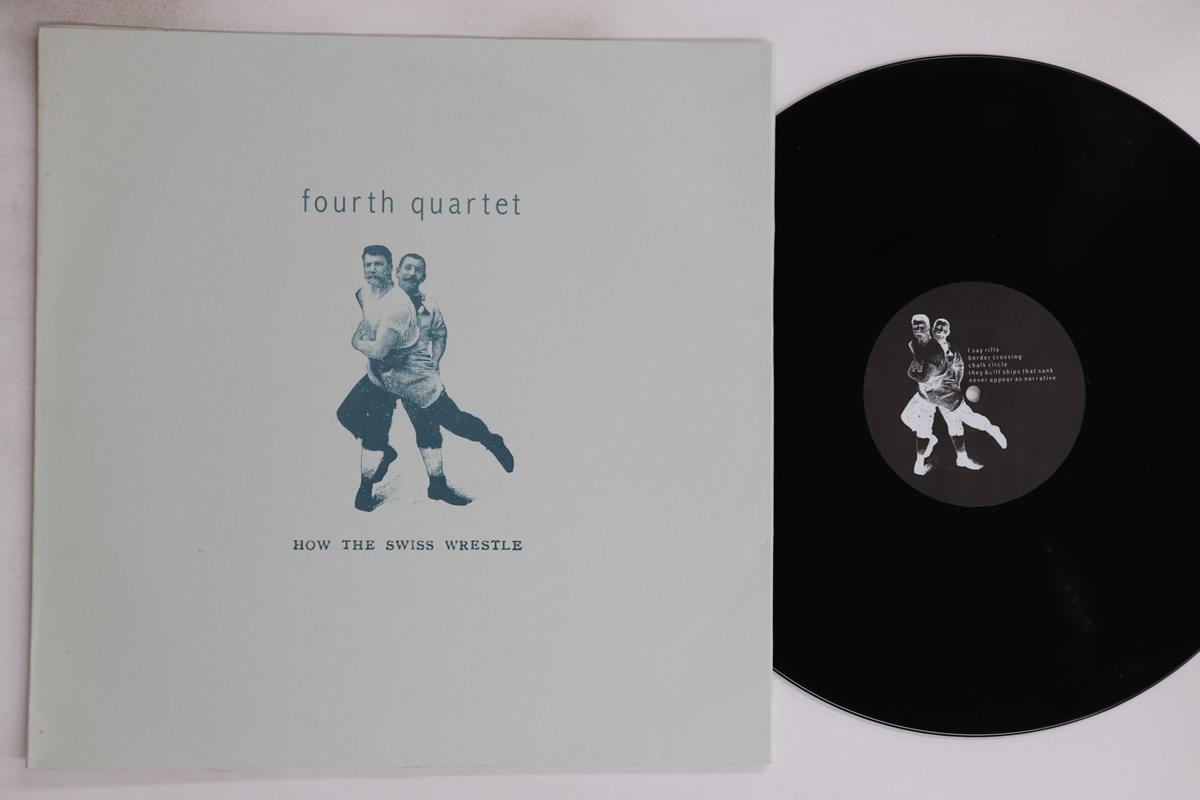 fourth quartet
HOW THE SWISS WRESTLE
I say rifle
border crossing
chalk circle
they built ships that sank
never appear as narrative